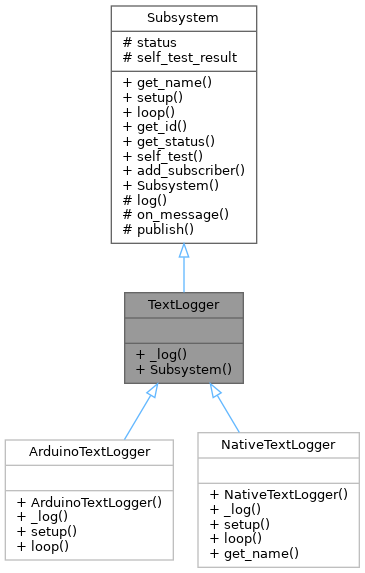 Subsystem
# status
# self_test_result
+ get_name()
+ setup()
+ loop()
+ get_id()
+ get_status()
+ self_test()
+ add_subscriber()
+ Subsystem()
# log()
# on_message()
# publish()
TextLogger
+ _log()
+ Subsystem()
ArduinoTextLogger
+ ArduinoTextLogger()
+ _log()
+ setup()
+ loop()
NativeTextLogger
+ NativeTextLogger()
+ _log()
+ setup()
+ loop()
+ get_name()